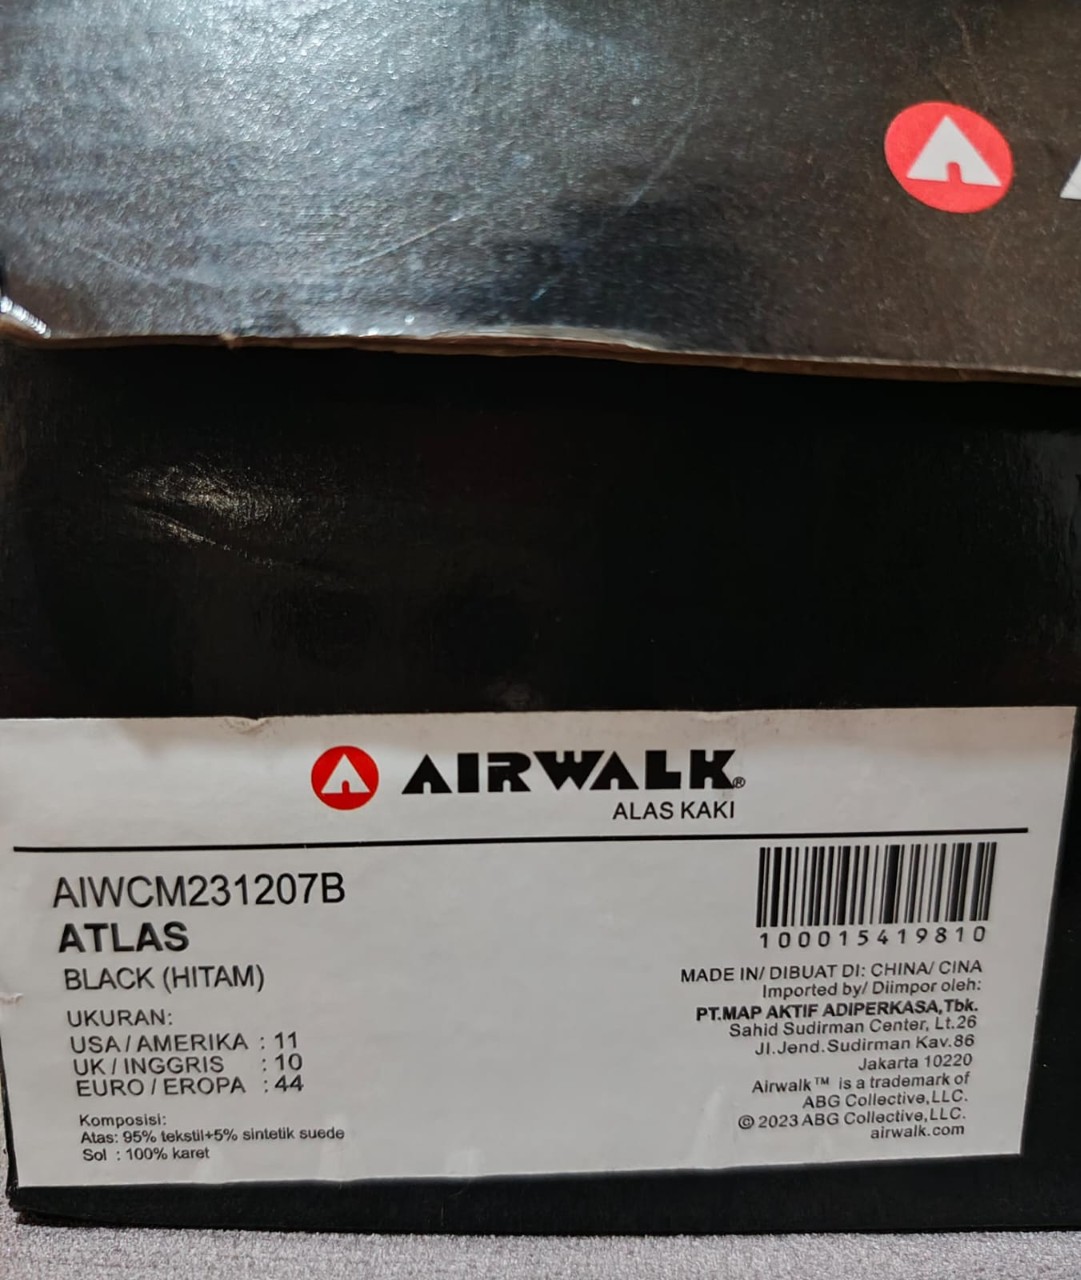 AIRWALK®
ALAS KAKI
AIWCM231207B
ATLAS
BLACK (HITAM)
UKURAN:
USA / AMERIKA : 11
UK / INGGRIS : 10
EURO / EROPA : 44
Komposisi:
Atas: 95% tekstil+5% sintetik suede
Sol : 100% karet
100015419810
MADE IN/ DIBUAT DI: CHINA/ CINA
Imported by/ Diimpor oleh:
PT.MAP AKTIF ADIPERKASA,Tbk.
Sahid Sudirman Center, Lt.26
Jl.Jend.Sudirman Kav.86
Jakarta 10220
Airwalk™ is a trademark of
ABG Collective,LLC.
© 2023 ABG Collective,LLC.
airwalk.com